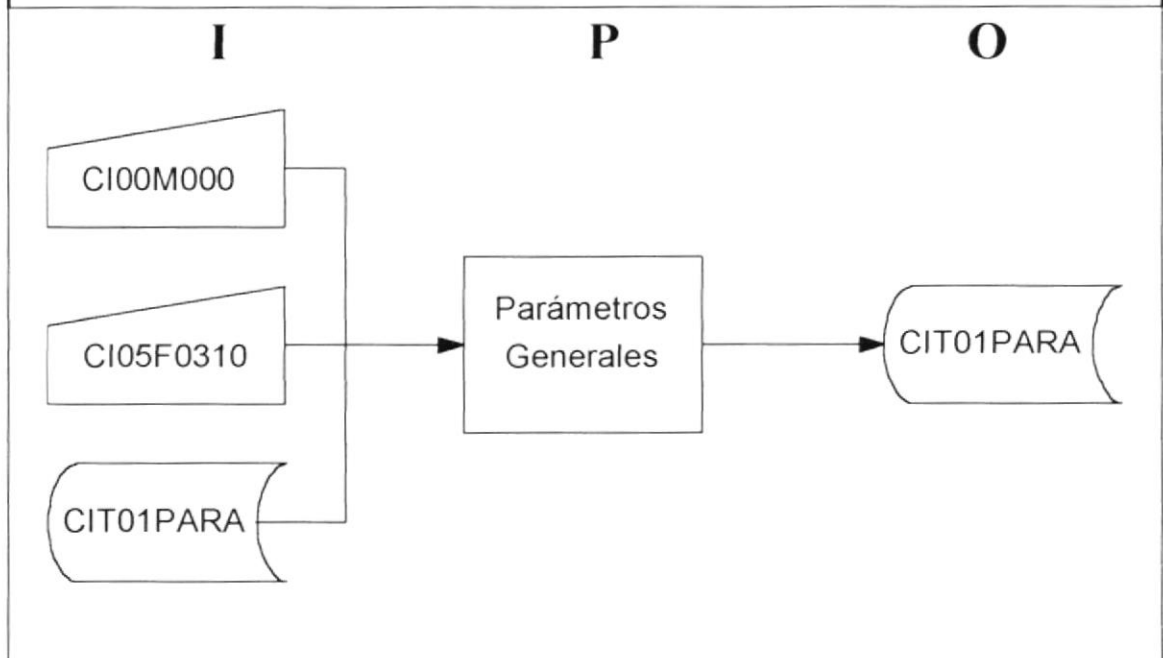 I P O
CI00M000
CI05F0310
CIT01PARA
Parámetros
Generales
CIT01PARA